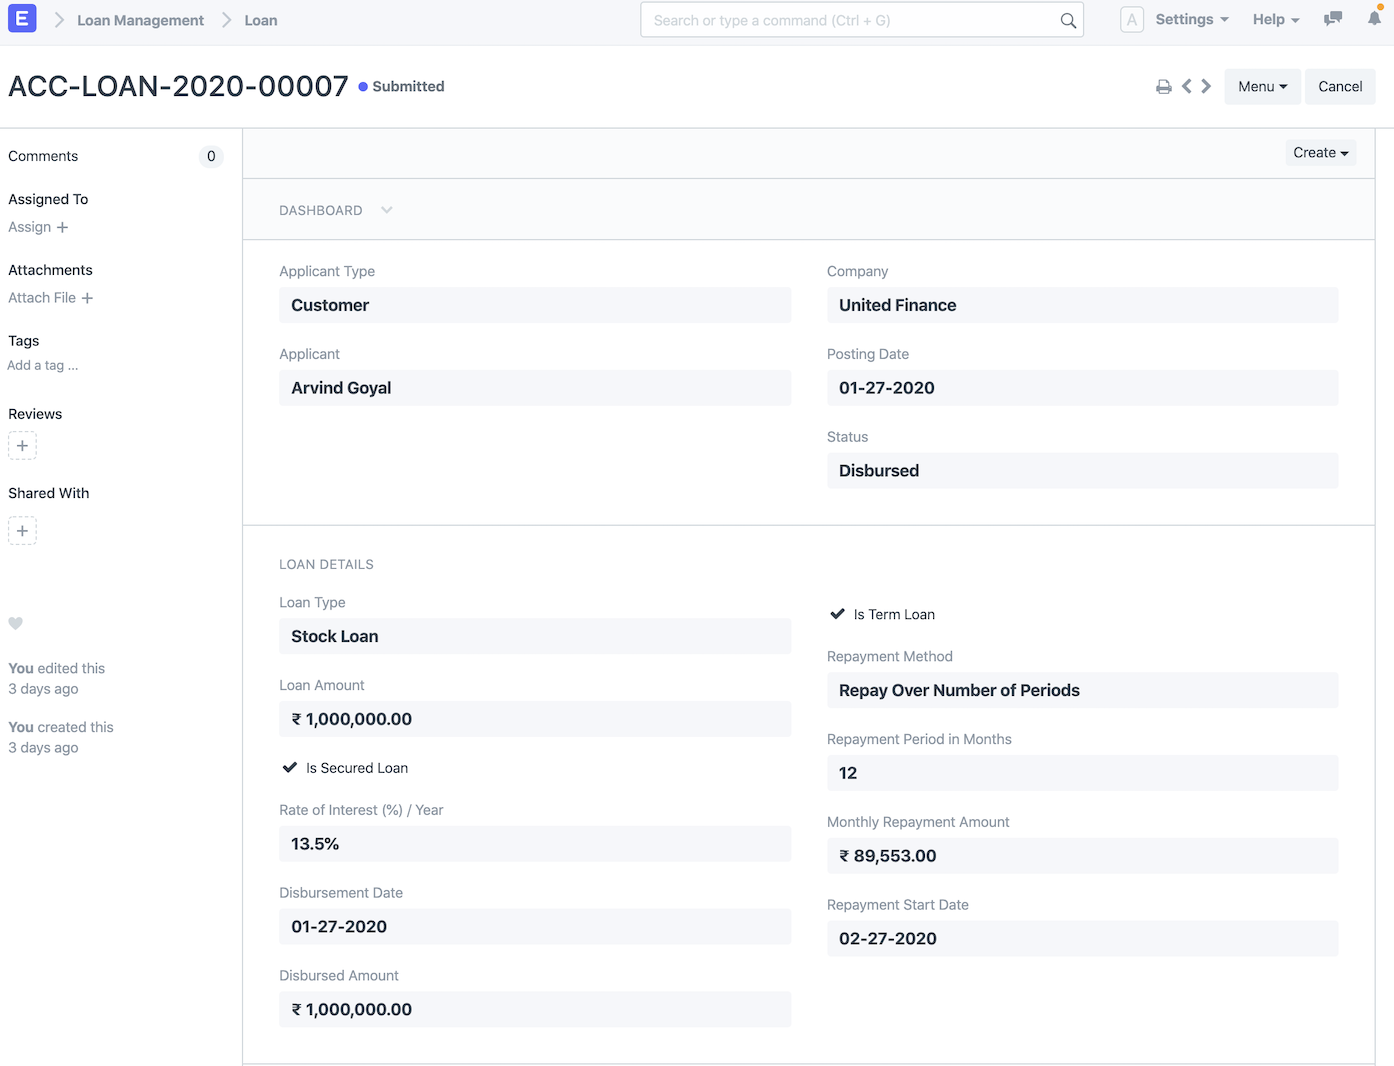 E
Loan Management
Loan
Search or type a command (Ctrl + G)
A
Settings
Help
ACC-LOAN-2020-00007
Submitted
Menu
Cancel
Comments
0
Assigned To
Assign +
Attachments
Attach File +
Tags
Add a tag ...
Reviews
+
Shared With
+
You edited this
3 days ago
You created this
3 days ago
Create
DASHBOARD
Applicant Type
Customer
Applicant
Arvind Goyal
Company
United Finance
Posting Date
01-27-2020
Status
Disbursed
LOAN DETAILS
Loan Type
Stock Loan
Loan Amount
₹ 1,000,000.00
Is Secured Loan
Rate of Interest (%) / Year
13.5%
Disbursement Date
01-27-2020
Disbursed Amount
₹ 1,000,000.00
Is Term Loan
Repayment Method
Repay Over Number of Periods
Repayment Period in Months
12
Monthly Repayment Amount
₹ 89,553.00
Repayment Start Date
02-27-2020